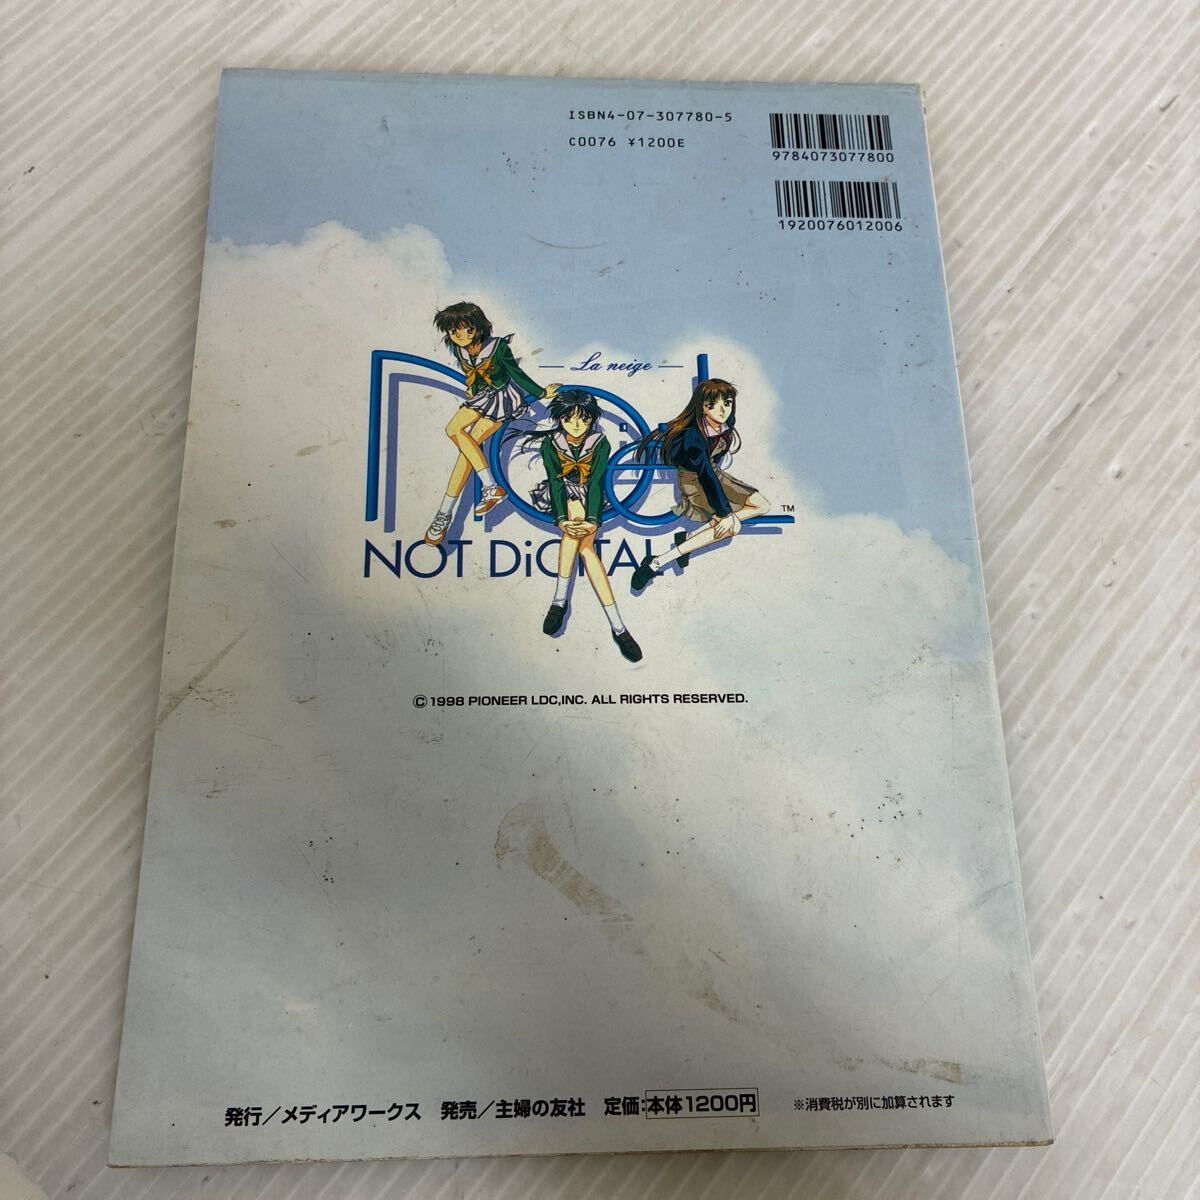 ISBN4-07-307780-5
C0076 ¥1200E
9784073077800
1920076012006
La neige
Noël
TM
NOT DiGITAL
© 1998 PIONEER LDC,INC. ALL RIGHTS RESERVED.
発行／メディアワークス 発売／主婦の友社 定価：本体1200円 ※消費税が別に加算されます